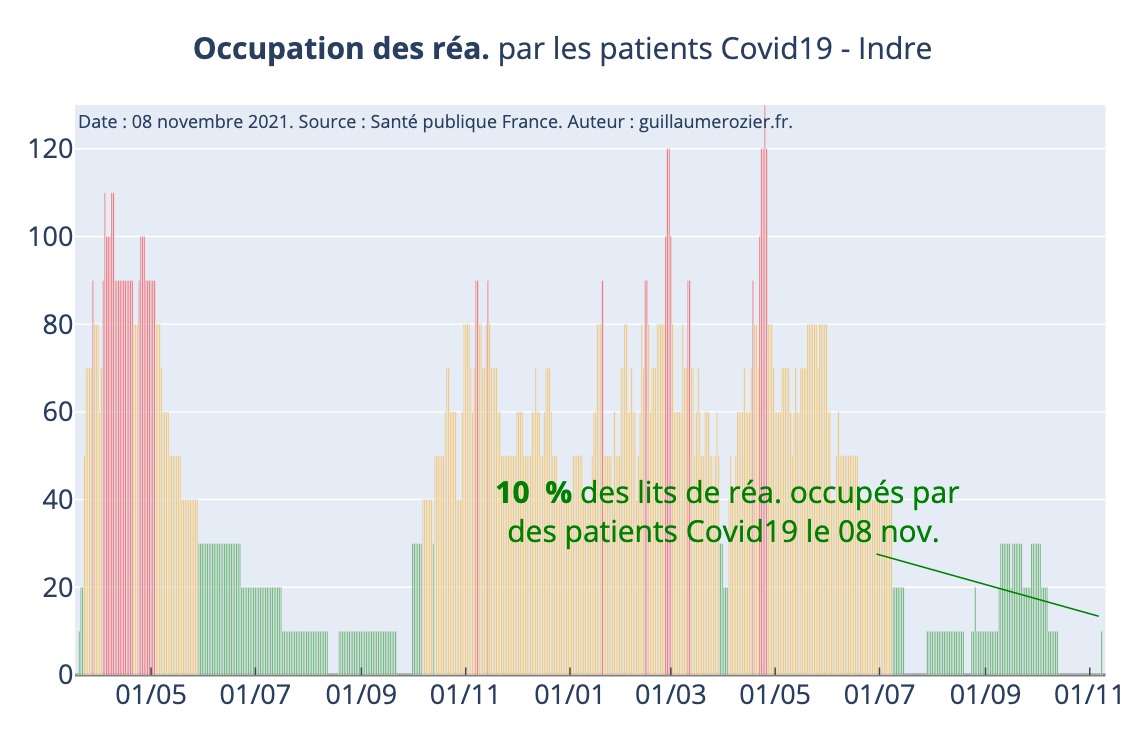 Occupation des réa. par les patients Covid19 - Indre
Date : 08 novembre 2021. Source : Santé publique France. Auteur : guillaumerozier.fr.
120
100
80
60
40
20
0
10 % des lits de réa. occupés par
des patients Covid19 le 08 nov.
01/05 01/07 01/09 01/11 01/01 01/03 01/05 01/07 01/09 01/11